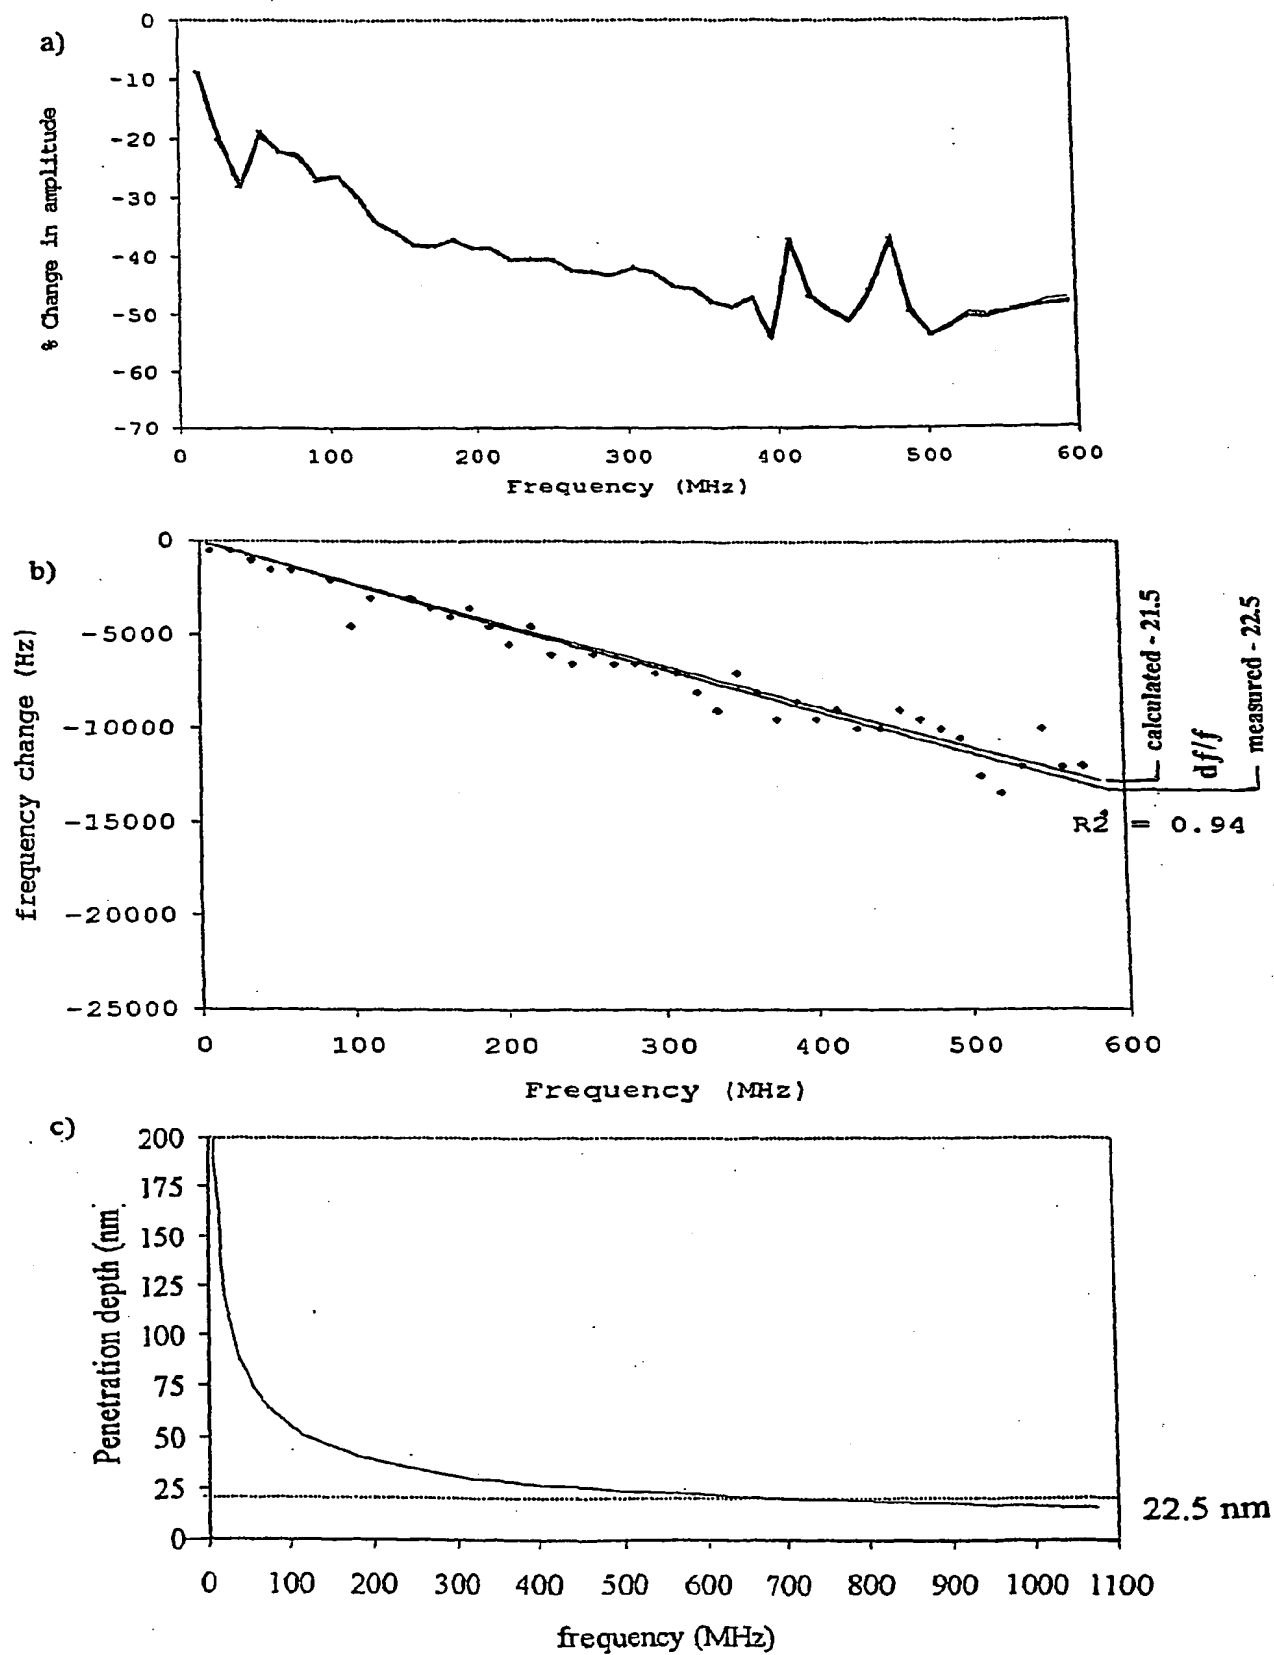 a)
% Change in amplitude
0
-10
-20
-30
-40
-50
-60
-70
0 100 200 300 400 500 600
Frequency (MHz)
b)
frequency change (Hz)
0
-5000
-10000
-15000
-20000
-25000
0 100 200 300 400 500 600
Frequency (MHz)
calculated - 21.5
df/f
measured - 22.5
R2 = 0.94
c)
Penetration depth (nm
200
175
150
125
100
75
50
25
0
22.5 nm
0 100 200 300 400 500 600 700 800 900 1000 1100
frequency (MHz)